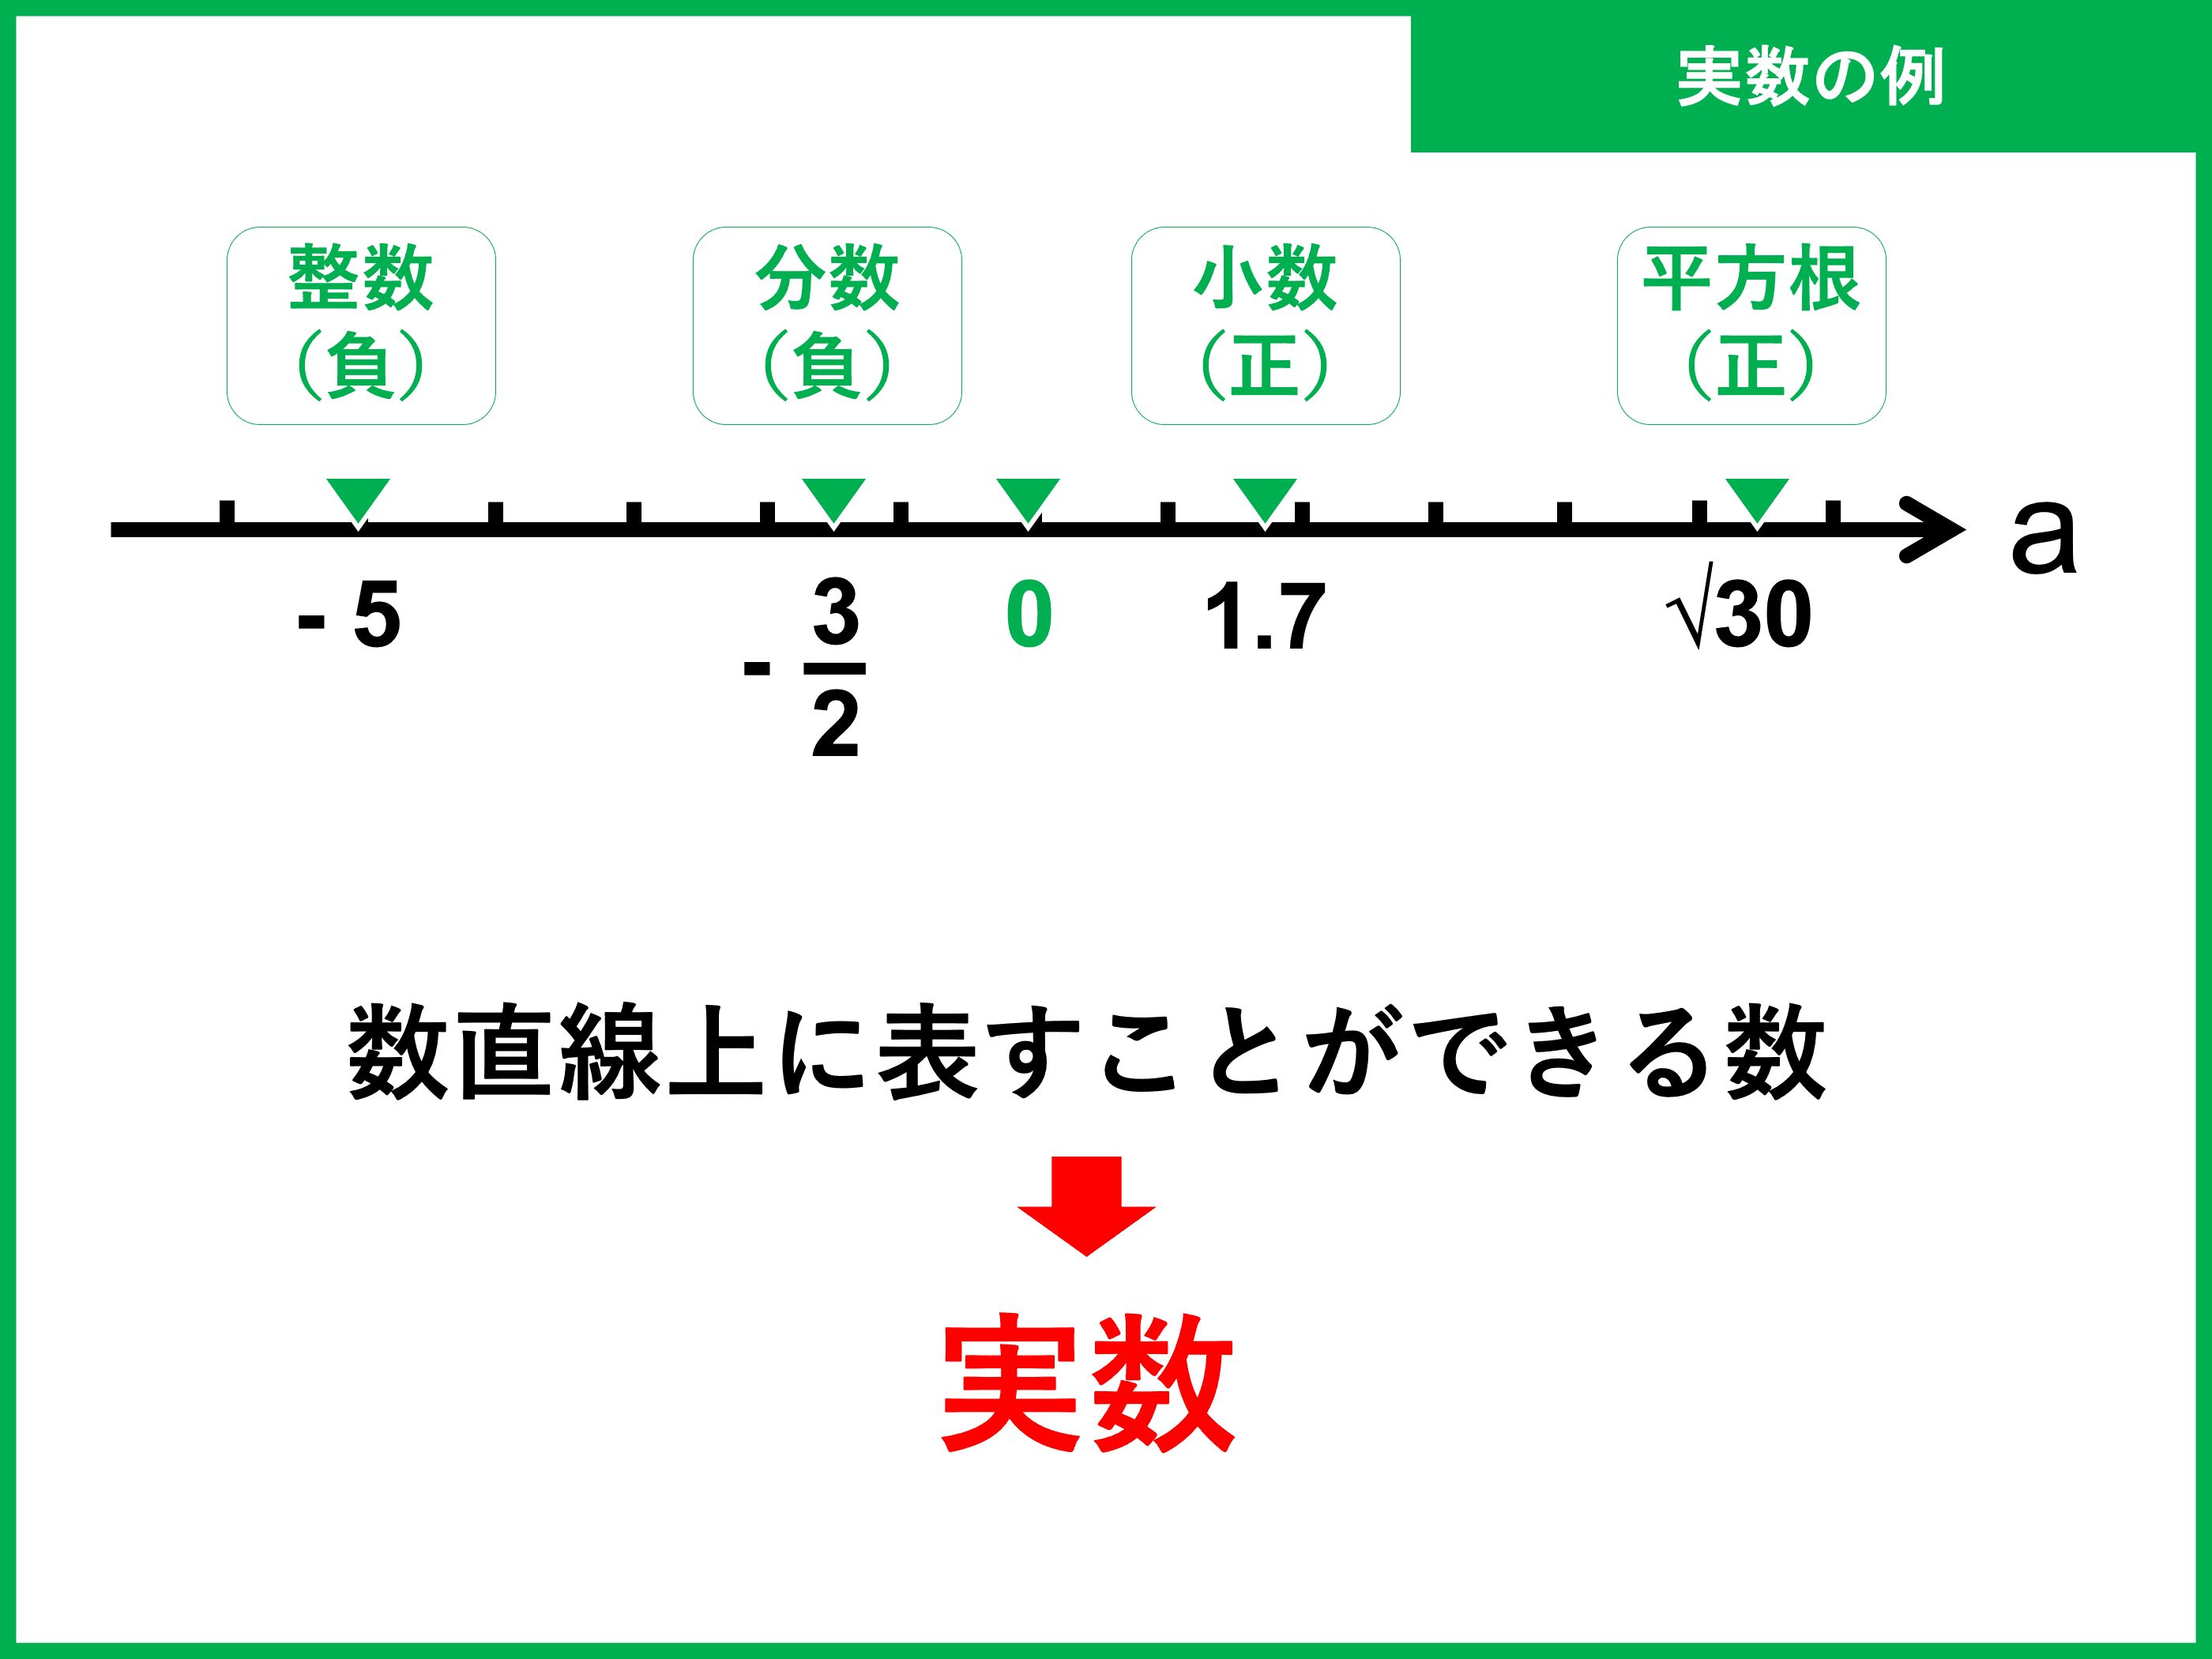 実数の例
整数
（負）
分数
（負）
小数
（正）
平方根
（正）
a
- 5
- 3/2
0
1.7
√30
数直線上に表すことができる数
実数